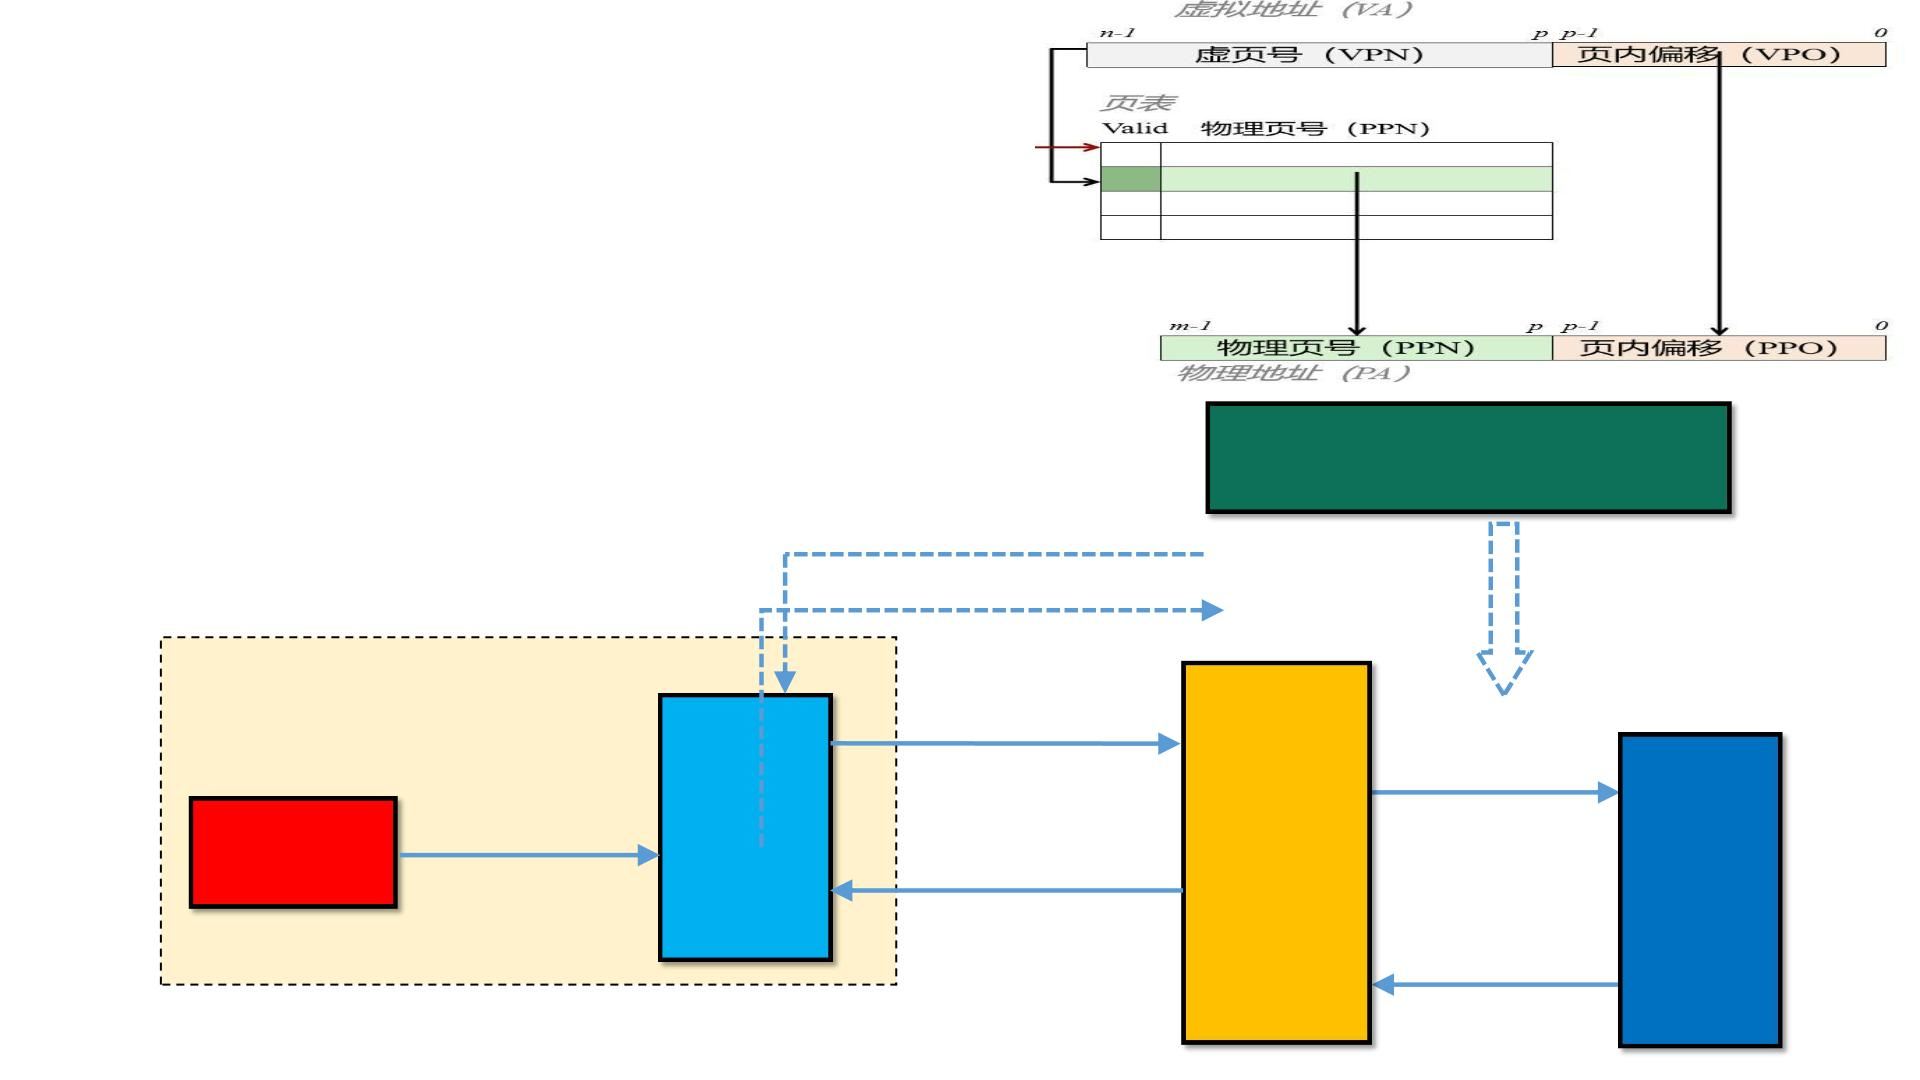 虚拟地址（VA）
n-1 p p-1 0
虚页号（VPN） 页内偏移（VPO）
页表
Valid 物理页号（PPN）
m-1 p p-1 0
物理页号（PPN） 页内偏移（PPO）
物理地址（PA）